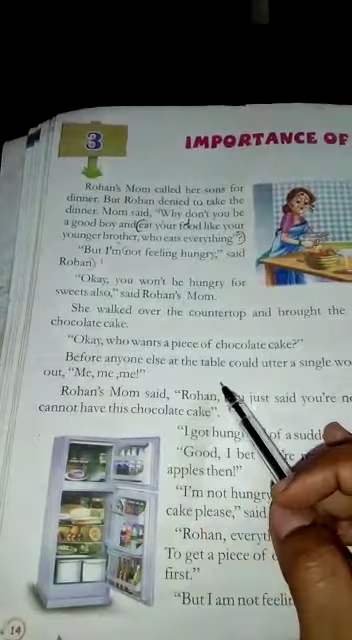 3
IMPORTANCE OF
Rohan's Mom called her sons for
dinner. But Rohan denied to take the
dinner. Mom said, "Why don't you be
a good boy and eat your food like your
younger brother, who eats everything"?
"But I'm not feeling hungry," said
Rohan.
"Okay, you won't be hungry for
sweets also," said Rohan's Mom.
She walked over the countertop and brought the
chocolate cake.
"Okay, who wants a piece of chocolate cake?"
Before anyone else at the table could utter a single
out, "Me, me ,me!"
Rohan's Mom said, "Rohan, just said you're
cannot have this chocolate cake".
"I got of a
"Good, I bet
apples then!"
"I'm not hungry
cake please," said
"Rohan,
To get a piece of
first."
"But I am not
14